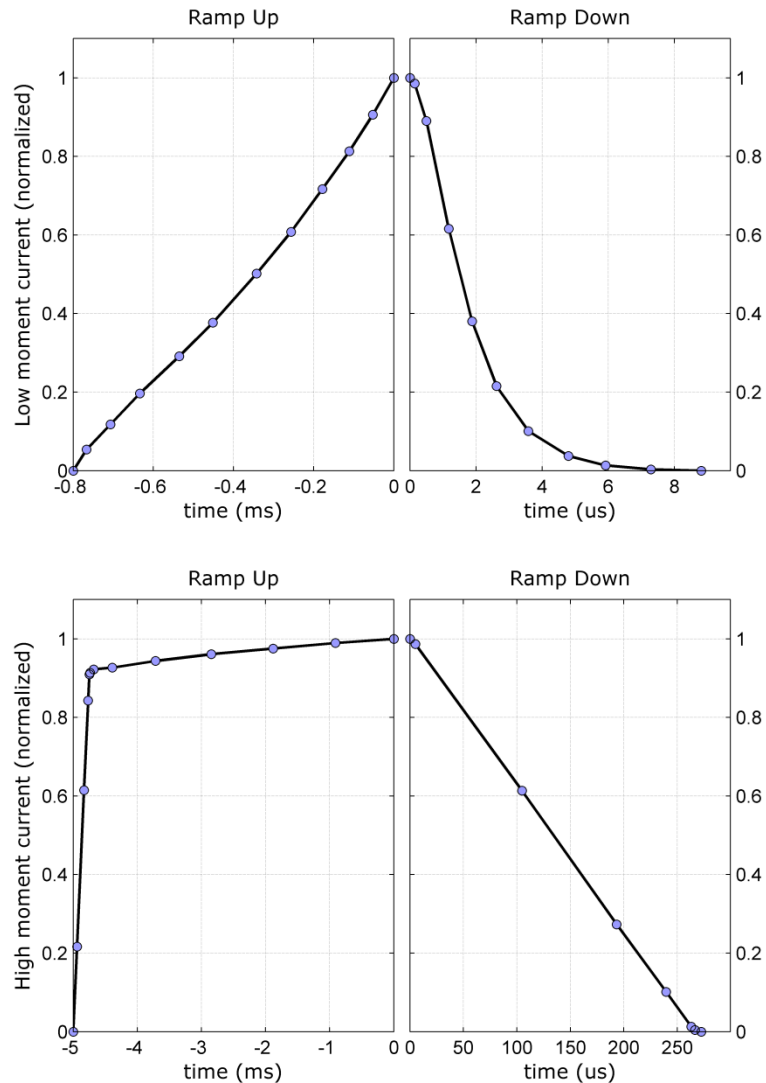 Ramp Up Ramp Down
Low moment current (normalized)
1 1
0.8 0.8
0.6 0.6
0.4 0.4
0.2 0.2
0 0
-0.8 -0.6 -0.4 -0.2 0 0 2 4 6 8
time (ms) time (us)
Ramp Up Ramp Down
High moment current (normalized)
1 1
0.8 0.8
0.6 0.6
0.4 0.4
0.2 0.2
0 0
-5 -4 -3 -2 -1 0 0 50 100 150 200 250
time (ms) time (us)